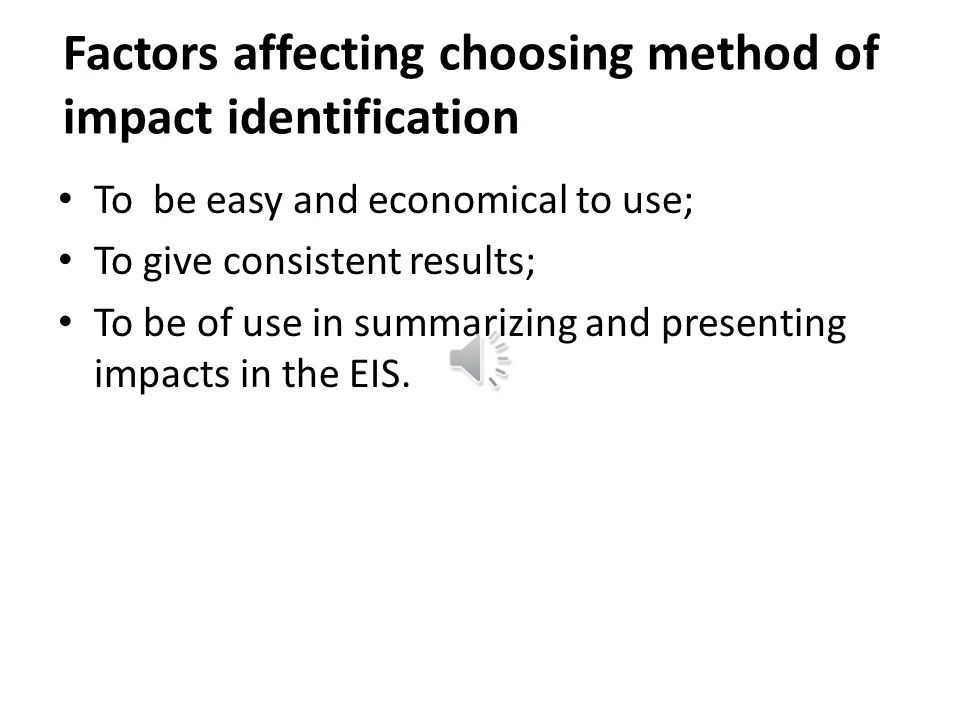 Factors affecting choosing method of
impact identification
• To  be easy and economical to use;
• To give consistent results;
• To be of use in summarizing and presenting
impacts in the EIS.